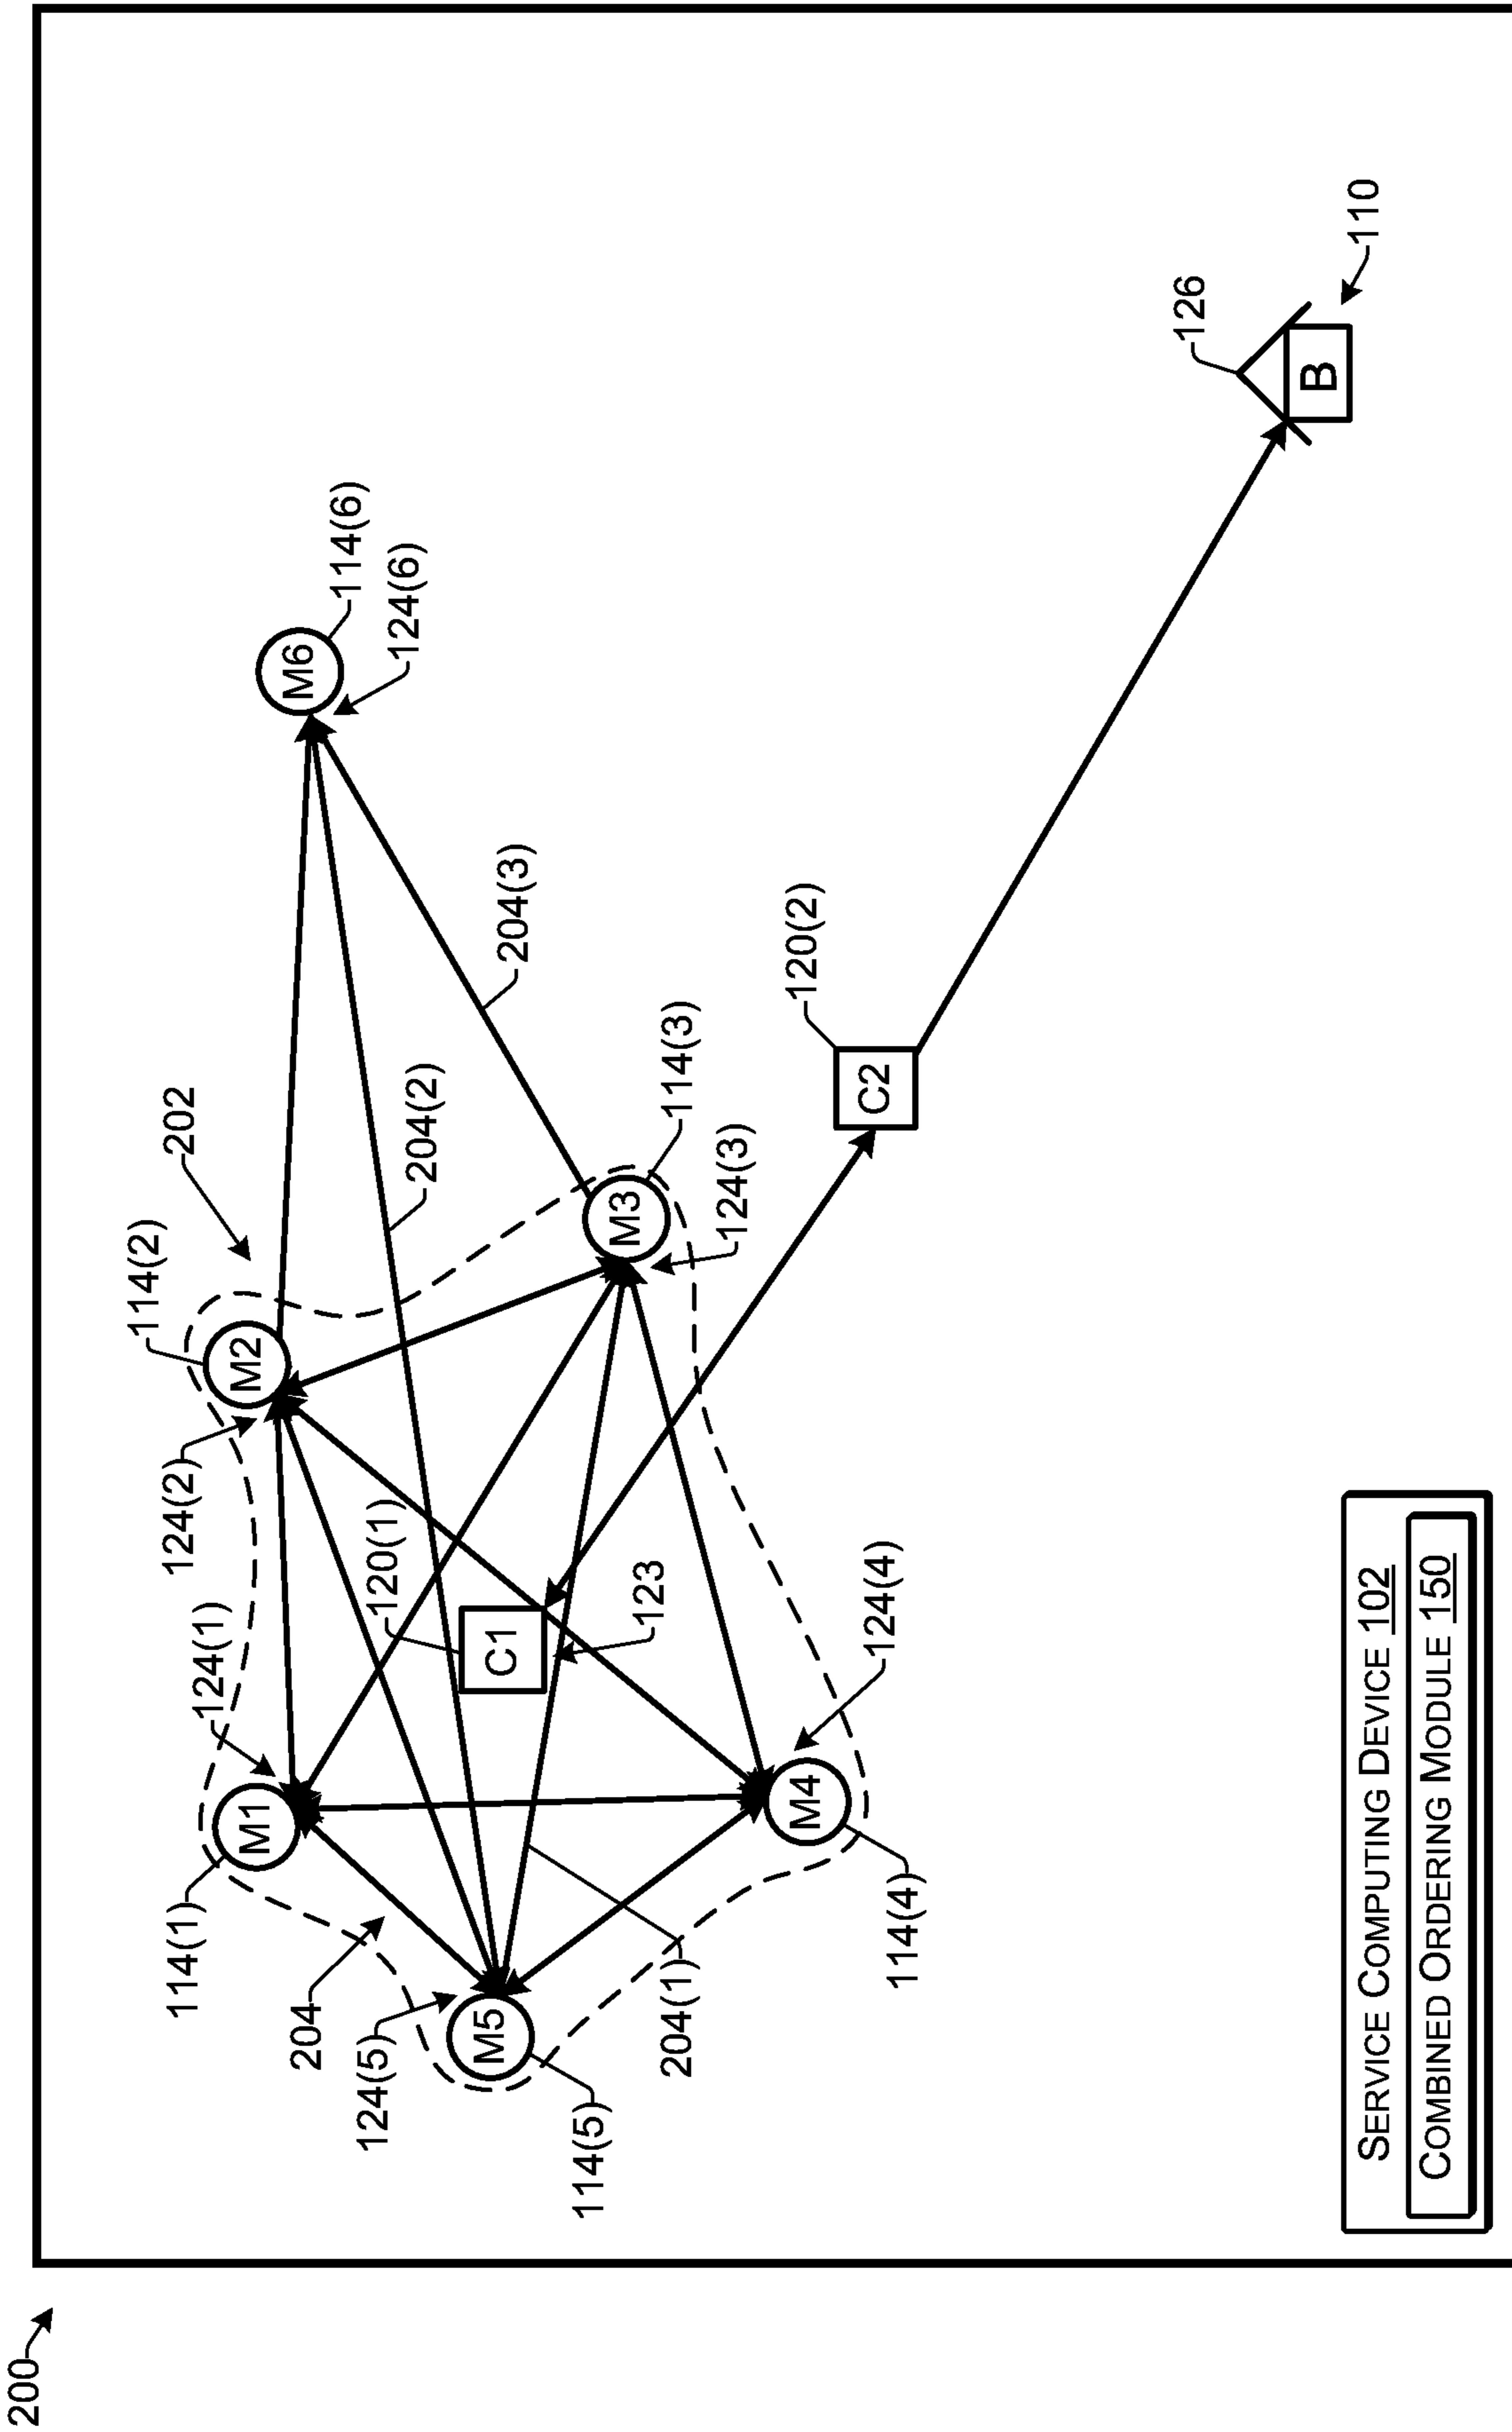 200
114(1)
124(1)
124(2)
114(2)
202
M1
M2
M6
114(6)
124(6)
204
124(5)
120(1)
204(2)
M5
C1
204(3)
114(5)
123
M3
114(3)
124(3)
204(1)
M4
124(4)
114(4)
C2
120(2)
126
B
110
SERVICE COMPUTING DEVICE 102
COMBINED ORDERING MODULE 150